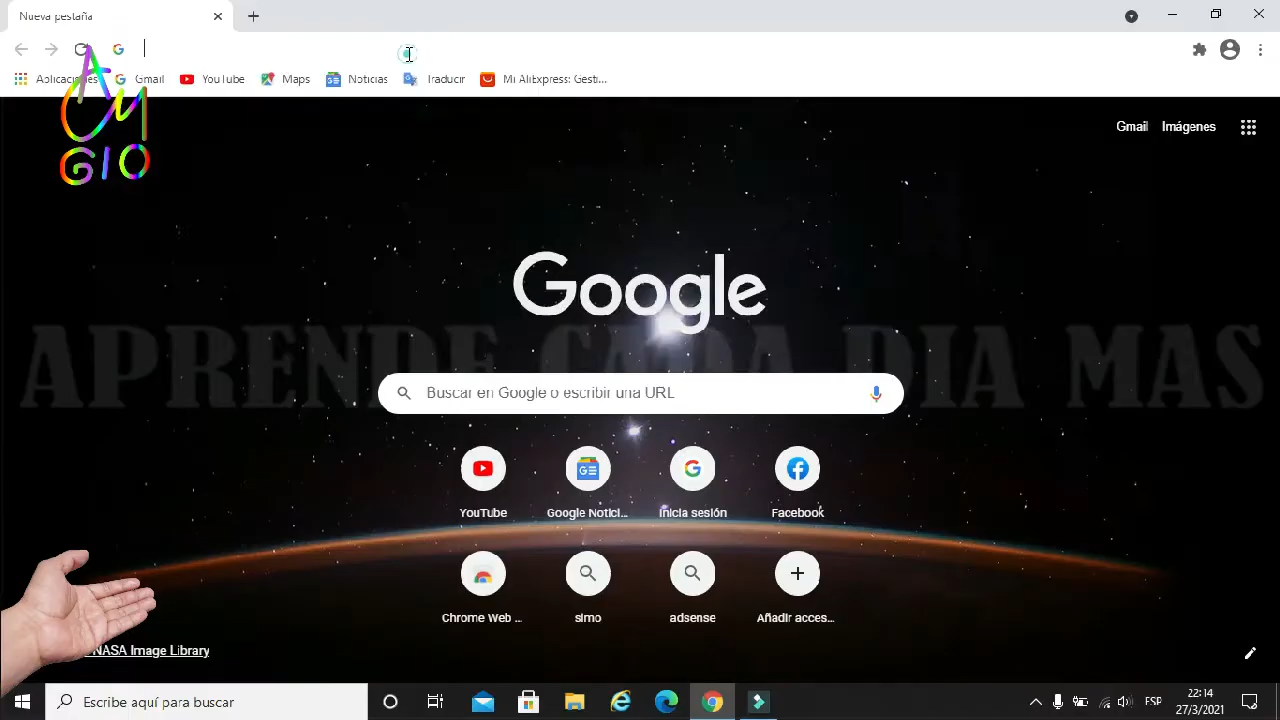 Nueva pestaña
Aplicaciones
Gmail
YouTube
Maps
Noticias
Traducir
Mi AliExpress: Gesti...
AM
GIO
Gmail
Imágenes
Google
APRENDE CADA DIA MAS
Buscar en Google o escribir una URL
YouTube
Google Notici...
Inicia sesión
Facebook
Chrome Web ...
simo
adsense
Añadir acces...
NASA Image Library
Escribe aquí para buscar
ESP
22:14
27/3/2021